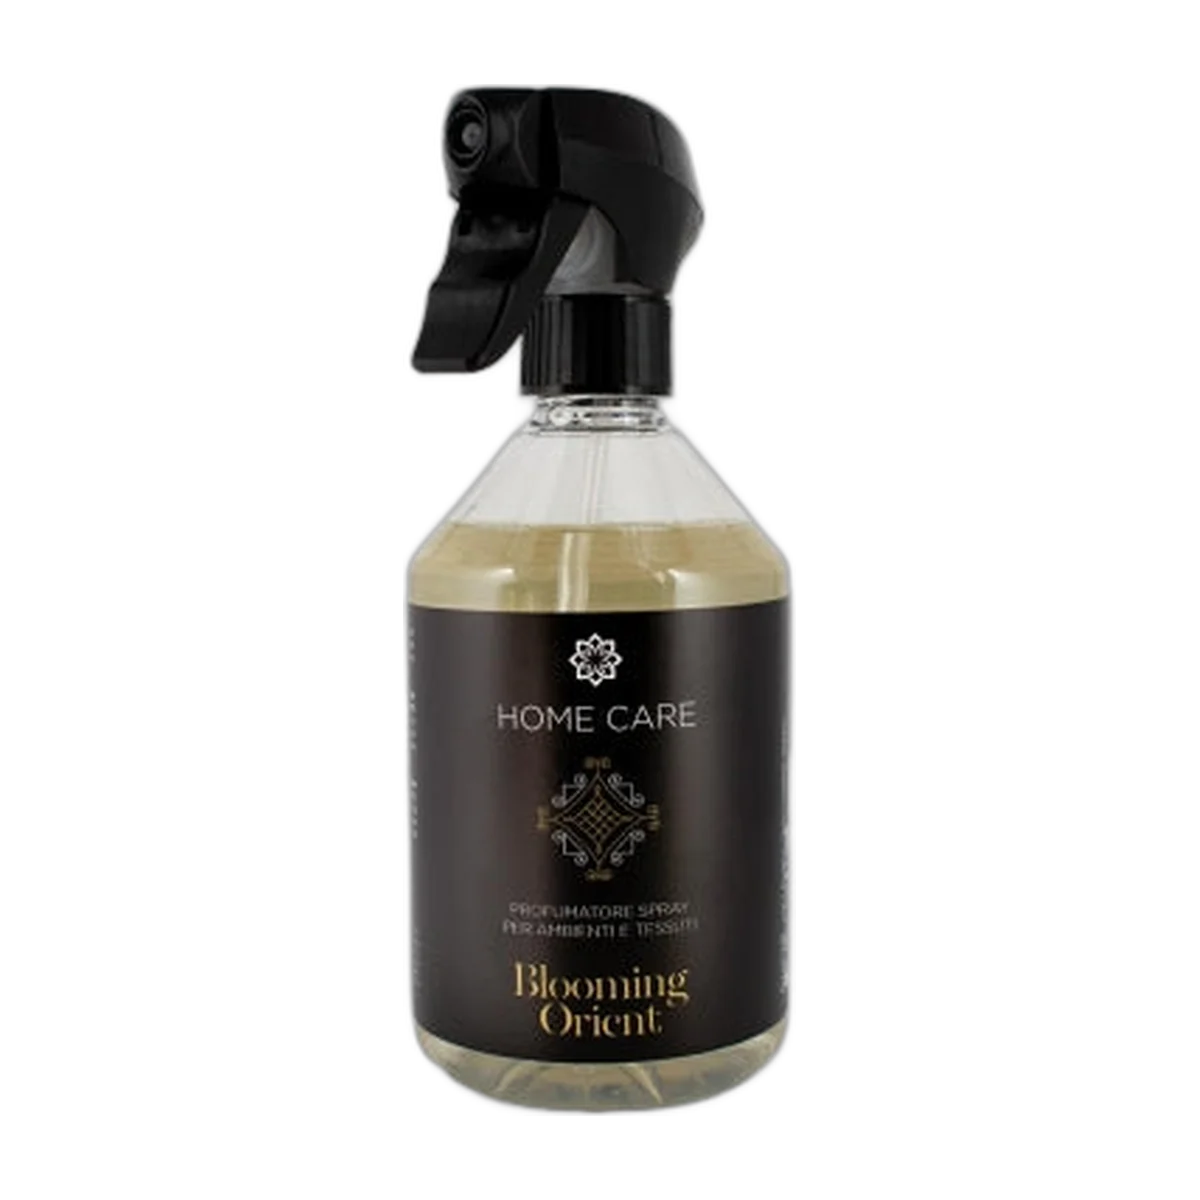 HOME CARE
PROFUMATORE SPRAY
PER AMBIENTI E TESSUTI
Blooming
Orient